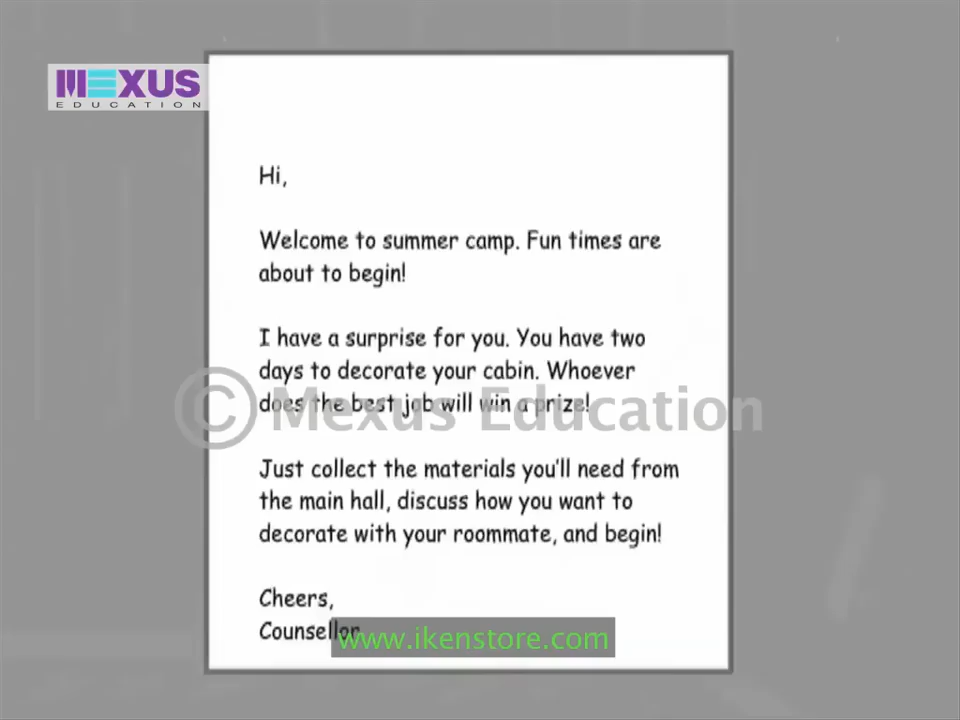 MEXUS
EDUCATION
Hi,
Welcome to summer camp. Fun times are
about to begin!
I have a surprise for you. You have two
days to decorate your cabin. Whoever
does the best job will win a prize!
© Mexus Education
Just collect the materials you'll need from
the main hall, discuss how you want to
decorate with your roommate, and begin!
Cheers,
Counsellor
www.ikenstore.com